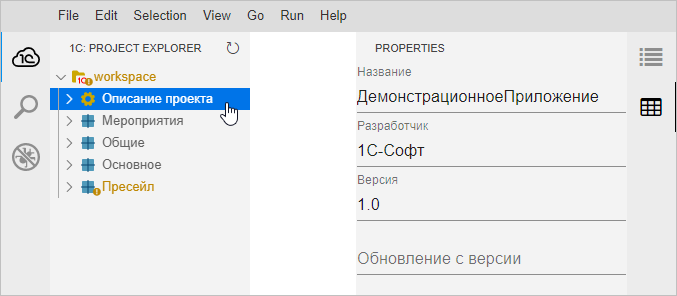 File Edit Selection View Go Run Help
1C: PROJECT EXPLORER
workspace
Описание проекта
Мероприятия
Общие
Основное
Пресейл
PROPERTIES
Название
ДемонстрационноеПриложение
Разработчик
1С-Софт
Версия
1.0
Обновление с версии